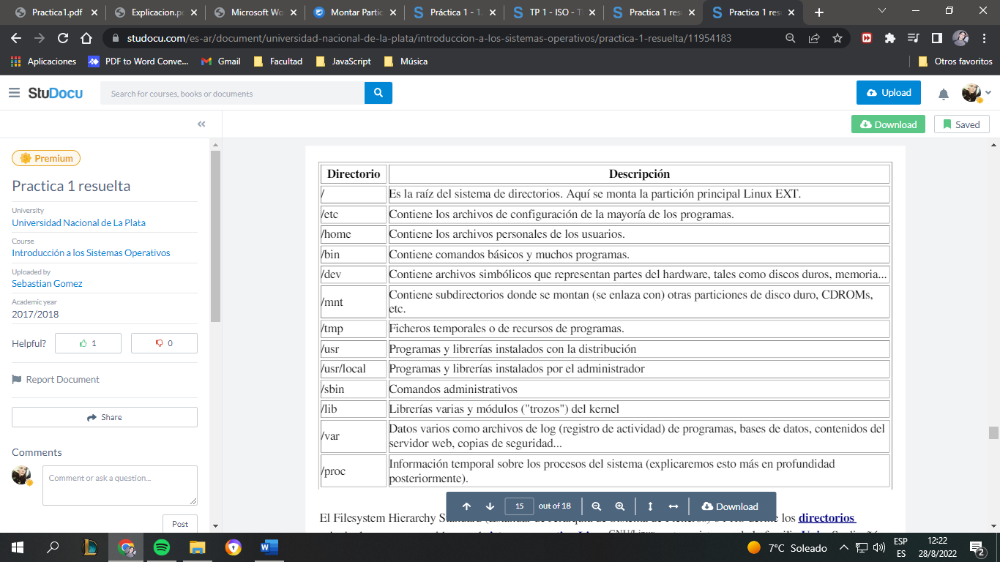 Practica1.pdf
Explicacion.pd
Microsoft Wo
Montar Partic
Práctica 1 - 1.
TP 1 - ISO - T
Practica 1 res
Practica 1 res
studocu.com/es-ar/document/universidad-nacional-de-la-plata/introduccion-a-los-sistemas-operativos/practica-1-resuelta/11954183
Aplicaciones
PDF to Word Conve...
Gmail
Facultad
JavaScript
Música
Otros favoritos
StuDocu
Search for courses, books or documents
Upload
Download
Saved
Premium
Practica 1 resuelta
University
Universidad Nacional de La Plata
Course
Introducción a los Sistemas Operativos
Uploaded by
Sebastian Gomez
Academic year
2017/2018
Helpful?
1
0
Report Document
Share
Comments
Comment or ask a question...
Post
Directorio Descripción
/ Es la raíz del sistema de directorios. Aquí se monta la partición principal Linux EXT.
/etc Contiene los archivos de configuración de la mayoría de los programas.
/home Contiene los archivos personales de los usuarios.
/bin Contiene comandos básicos y muchos programas.
/dev Contiene archivos simbólicos que representan partes del hardware, tales como discos duros, memoria...
/mnt Contiene subdirectorios donde se montan (se enlaza con) otras particiones de disco duro, CDROMs,
etc.
/tmp Ficheros temporales o de recursos de programas.
/usr Programas y librerías instalados con la distribución
/usr/local Programas y librerías instalados por el administrador
/sbin Comandos administrativos
/lib Librerías varias y módulos ("trozos") del kernel
/var Datos varios como archivos de log (registro de actividad) de programas, bases de datos, contenidos del
servidor web, copias de seguridad...
/proc Información temporal sobre los procesos del sistema (explicaremos esto más en profundidad
posteriormente).
15 out of 18
Download
El Filesystem Hierarchy los directorios
7°C Soleado
ESP
ES
12:22
28/8/2022
2